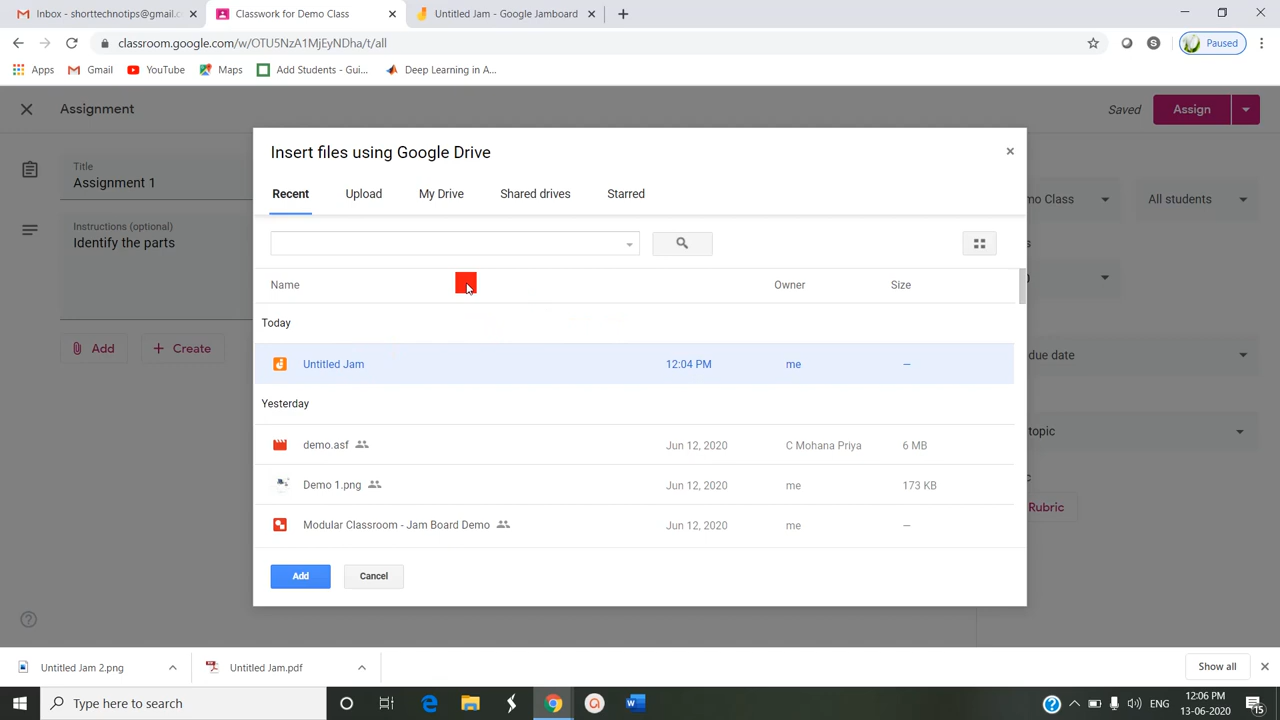 Inbox - shorttechnotips@gmail.c
Classwork for Demo Class
Untitled Jam - Google Jamboard
classroom.google.com/w/OTU5NzA1MjEyNDha/t/all
S
Paused
Apps
Gmail
YouTube
Maps
Add Students - Gui...
Deep Learning in A...
Assignment
Saved
Assign
Title
Assignment 1
Instructions (optional)
Identify the parts
Add
Create
mo Class
All students
due date
topic
Rubric
Insert files using Google Drive
Recent
Upload
My Drive
Shared drives
Starred
Name
Owner
Size
Today
Untitled Jam
12:04 PM
me
—
Yesterday
demo.asf
Jun 12, 2020
C Mohana Priya
6 MB
Demo 1.png
Jun 12, 2020
me
173 KB
Modular Classroom - Jam Board Demo
Jun 12, 2020
me
—
Add
Cancel
Untitled Jam 2.png
Untitled Jam.pdf
Show all
Type here to search
ENG
12:06 PM
13-06-2020
15